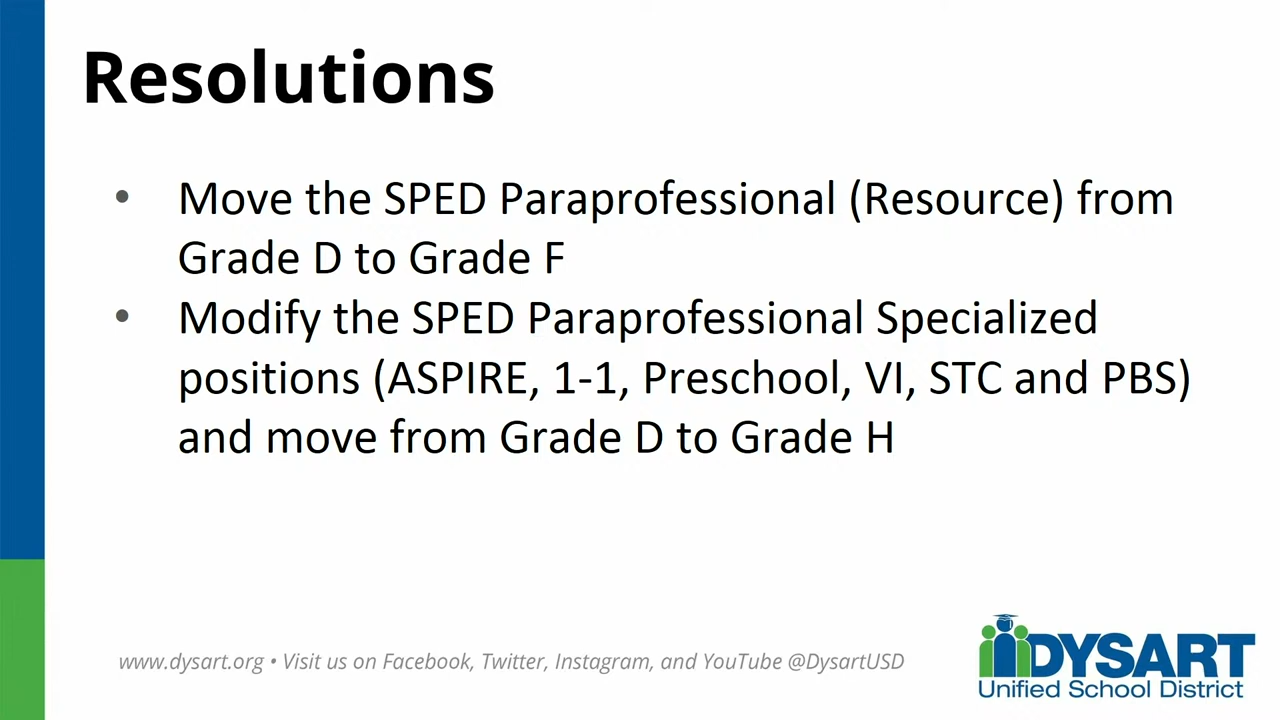 Resolutions
• Move the SPED Paraprofessional (Resource) from
Grade D to Grade F
• Modify the SPED Paraprofessional Specialized
positions (ASPIRE, 1-1, Preschool, VI, STC and PBS)
and move from Grade D to Grade H
www.dysart.org • Visit us on Facebook, Twitter, Instagram, and YouTube @DysartUSD
DYSART
Unified School District